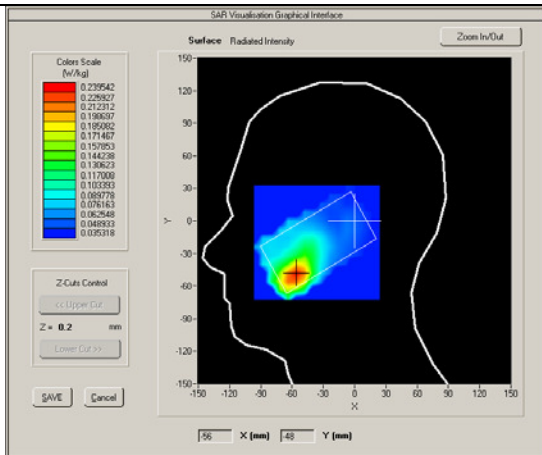 SAR Visualisation Graphical Interface
Surface Radiated Intensity
Zoom In/Out
Colors Scale
(W/kg)
0.239542
0.225927
0.212312
0.198697
0.185082
0.171467
0.157853
0.144238
0.130623
0.117008
0.103393
0.089778
0.076163
0.062548
0.048933
0.035318
Z-Cuts Control
<< Upper Cut
Z = 0.2 mm
Lower Cut >>
SAVE Cancel
150
120
90
60
30
0
-30
-60
-90
-120
-150
Y
-150 -120 -90 -60 -30 0 30 60 90 120 150
X
-56 X (mm) -48 Y (mm)